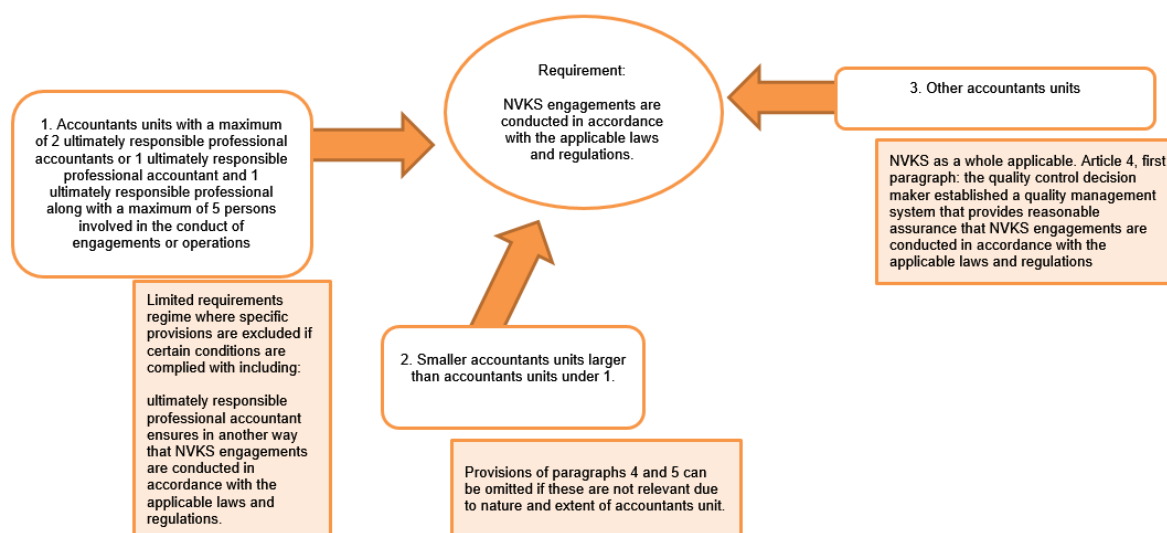 Requirement:
NVKS engagements are
conducted in accordance
with the applicable laws
and regulations.
1. Accountants units with a maximum
of 2 ultimately responsible professional
accountants or 1 ultimately responsible
professional accountant and 1
ultimately responsible professional
along with a maximum of 5 persons
involved in the conduct of
engagements or operations
3. Other accountants units
NVKS as a whole applicable. Article 4, first
paragraph: the quality control decision
maker established a quality management
system that provides reasonable
assurance that NVKS engagements are
conducted in accordance with the
applicable laws and regulations
Limited requirements
regime where specific
provisions are excluded if
certain conditions are
complied with including:
ultimately responsible
professional accountant
ensures in another way
that NVKS engagements
are conducted in
accordance with the
applicable laws and
regulations.
2. Smaller accountants units larger
than accountants units under 1.
Provisions of paragraphs 4 and 5 can
be omitted if these are not relevant due
to nature and extent of accountants unit.